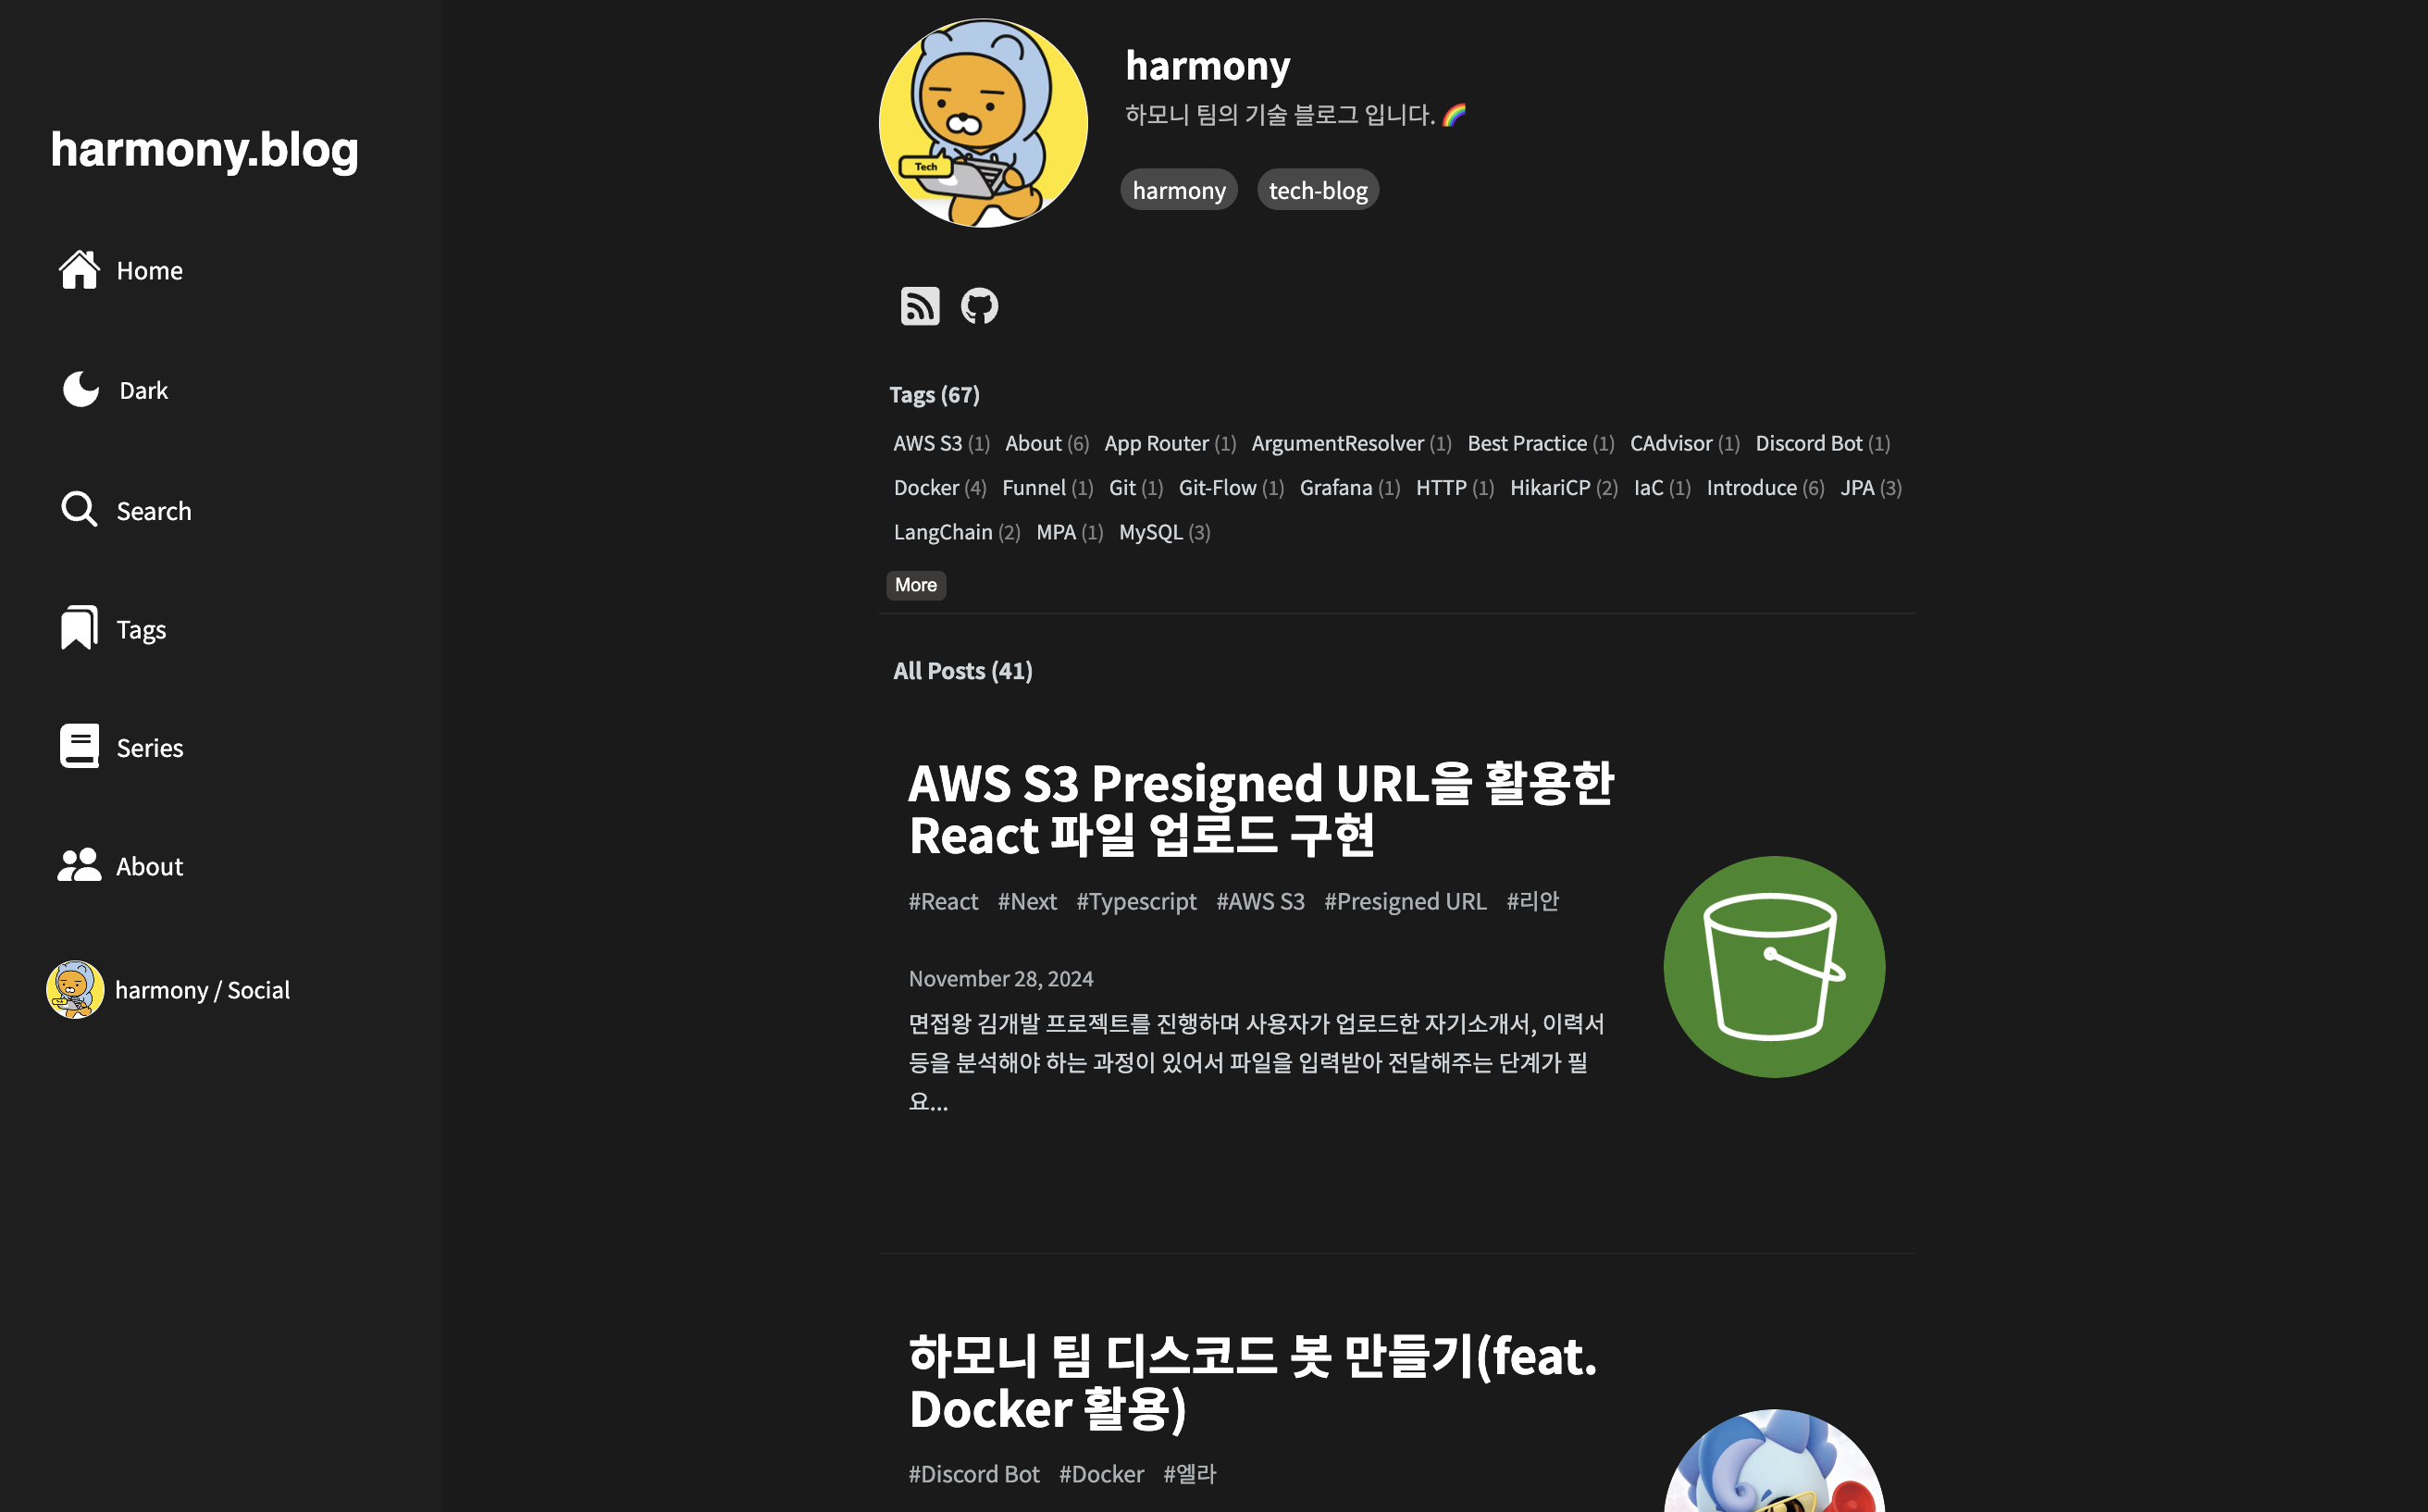 harmony.blog
Home
Dark
Search
Tags
Series
About
harmony / Social
Tech
harmony
하모니 팀의 기술 블로그 입니다. 🌈
harmony tech-blog
Tags (67)
AWS S3 (1) About (6) App Router (1) ArgumentResolver (1) Best Practice (1) CAdvisor (1) Discord Bot (1)
Docker (4) Funnel (1) Git (1) Git-Flow (1) Grafana (1) HTTP (1) HikariCP (2) IaC (1) Introduce (6) JPA (3)
LangChain (2) MPA (1) MySQL (3)
More
All Posts (41)
AWS S3 Presigned URL을 활용한
React 파일 업로드 구현
#React #Next #Typescript #AWS S3 #Presigned URL #리안
November 28, 2024
면접왕 김개발 프로젝트를 진행하며 사용자가 업로드한 자기소개서, 이력서
등을 분석해야 하는 과정이 있어서 파일을 입력받아 전달해주는 단계가 필
요...
하모니 팀 디스코드 봇 만들기(feat.
Docker 활용)
#Discord Bot #Docker #엘라